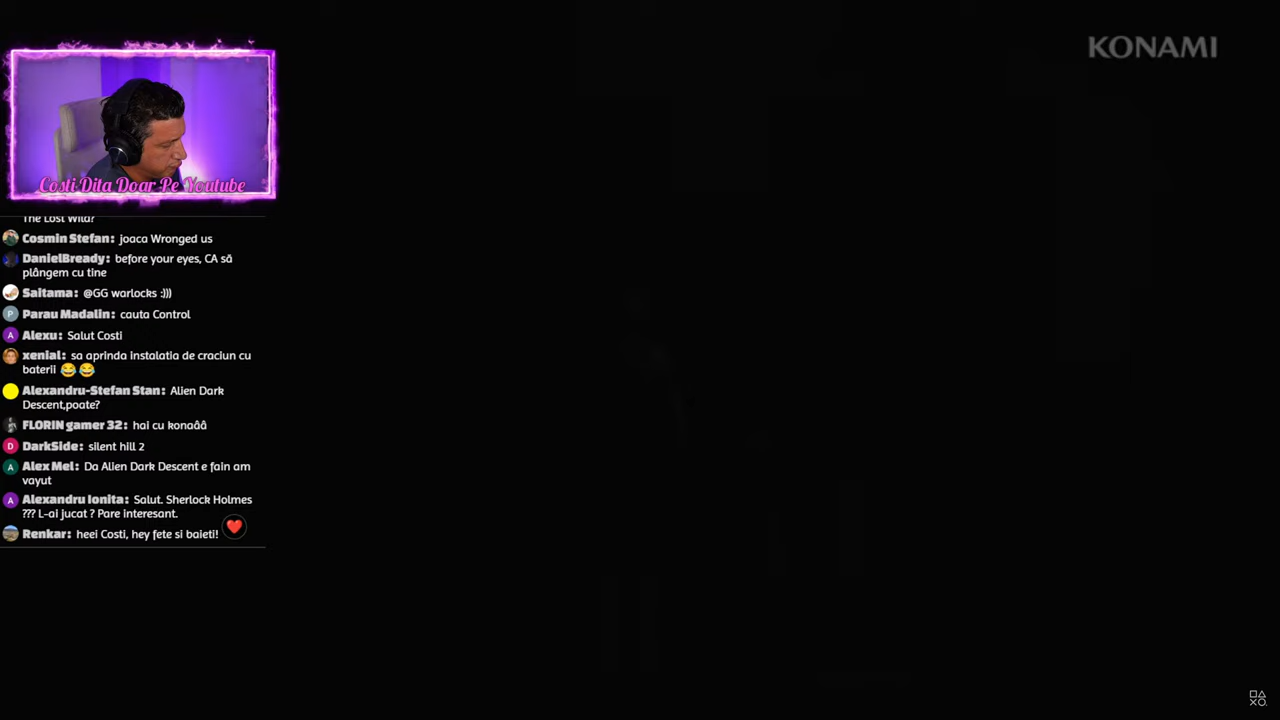 KONAMI
Costi Dita Doar Pe Youtube
The Lost Wild?
Cosmin Stefan: joaca Wronged us
DanielBready: before your eyes, CA să
plângem cu tine
Saitama: @GG warlocks :)))
P Parau Madalin: cauta Control
A Alexu: Salut Costi
xenial: sa aprinda instalatia de craciun cu
baterii 😂😂
Alexandru-Stefan Stan: Alien Dark
Descent,poate?
FLORIN gamer 32: hai cu konaââ
D DarkSide: silent hill 2
A Alex Mel: Da Alien Dark Descent e fain am
vayut
A Alexandru Ionita: Salut. Sherlock Holmes
??? L-ai jucat ? Pare interesant.
Renkar: heei Costi, hey fete si baieti!